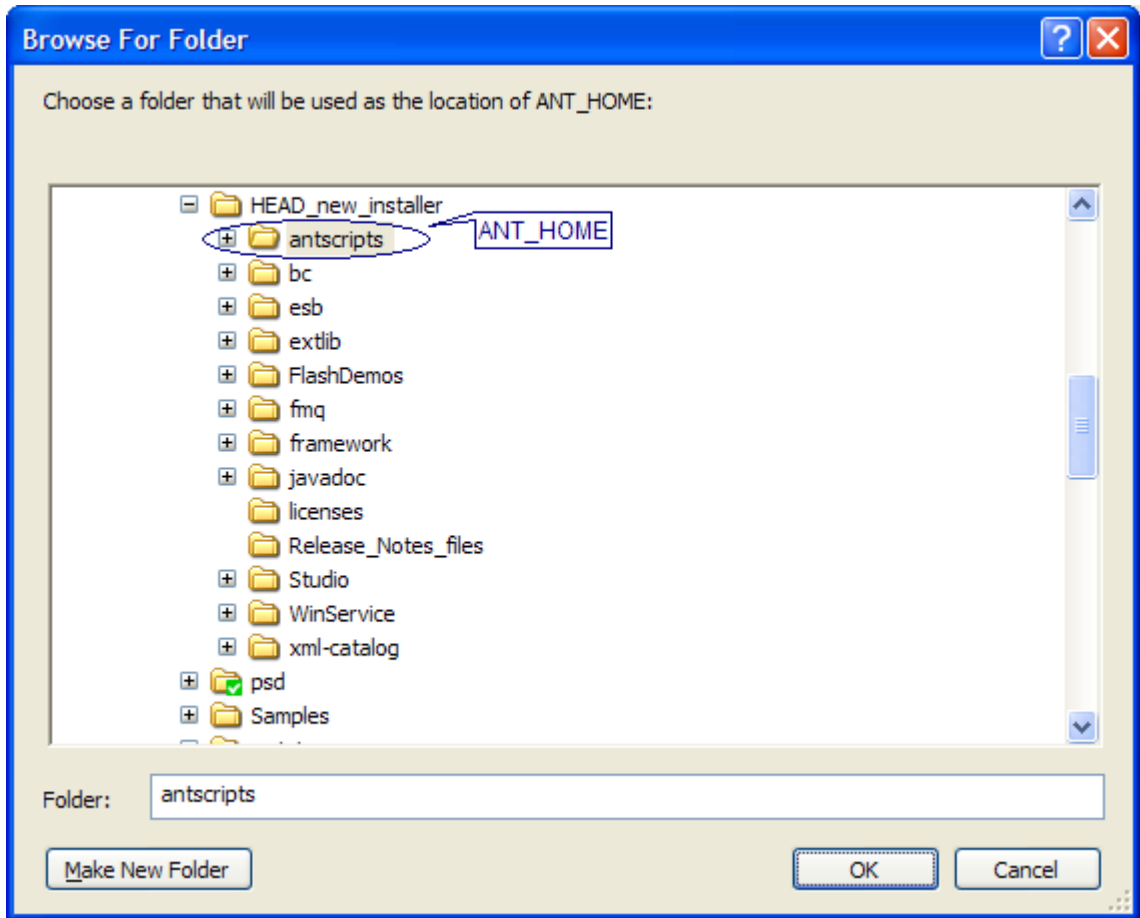 Browse For Folder
Choose a folder that will be used as the location of ANT_HOME:
HEAD_new_installer
antscripts
ANT_HOME
bc
esb
extlib
FlashDemos
fmq
framework
javadoc
licenses
Release_Notes_files
Studio
WinService
xml-catalog
psd
Samples
Folder:
antscripts
Make New Folder
OK
Cancel